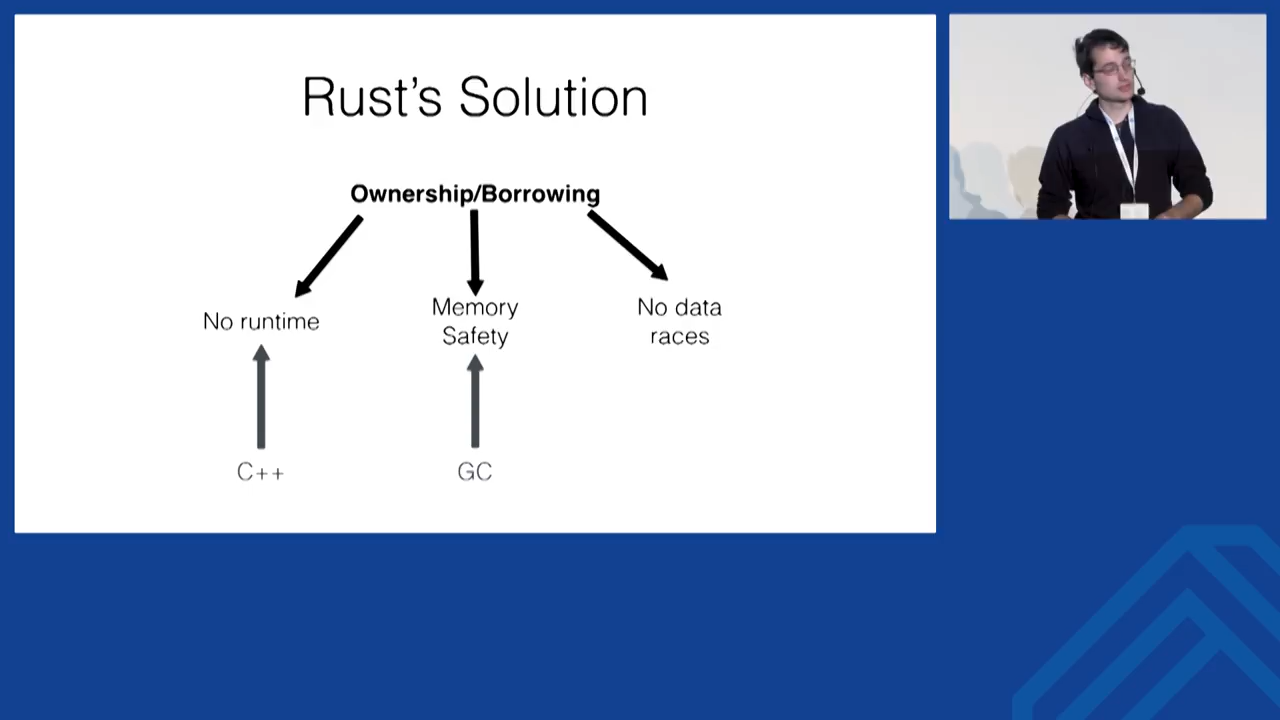 Rust's Solution
Ownership/Borrowing
No runtime
Memory
Safety
No data
races
C++
GC